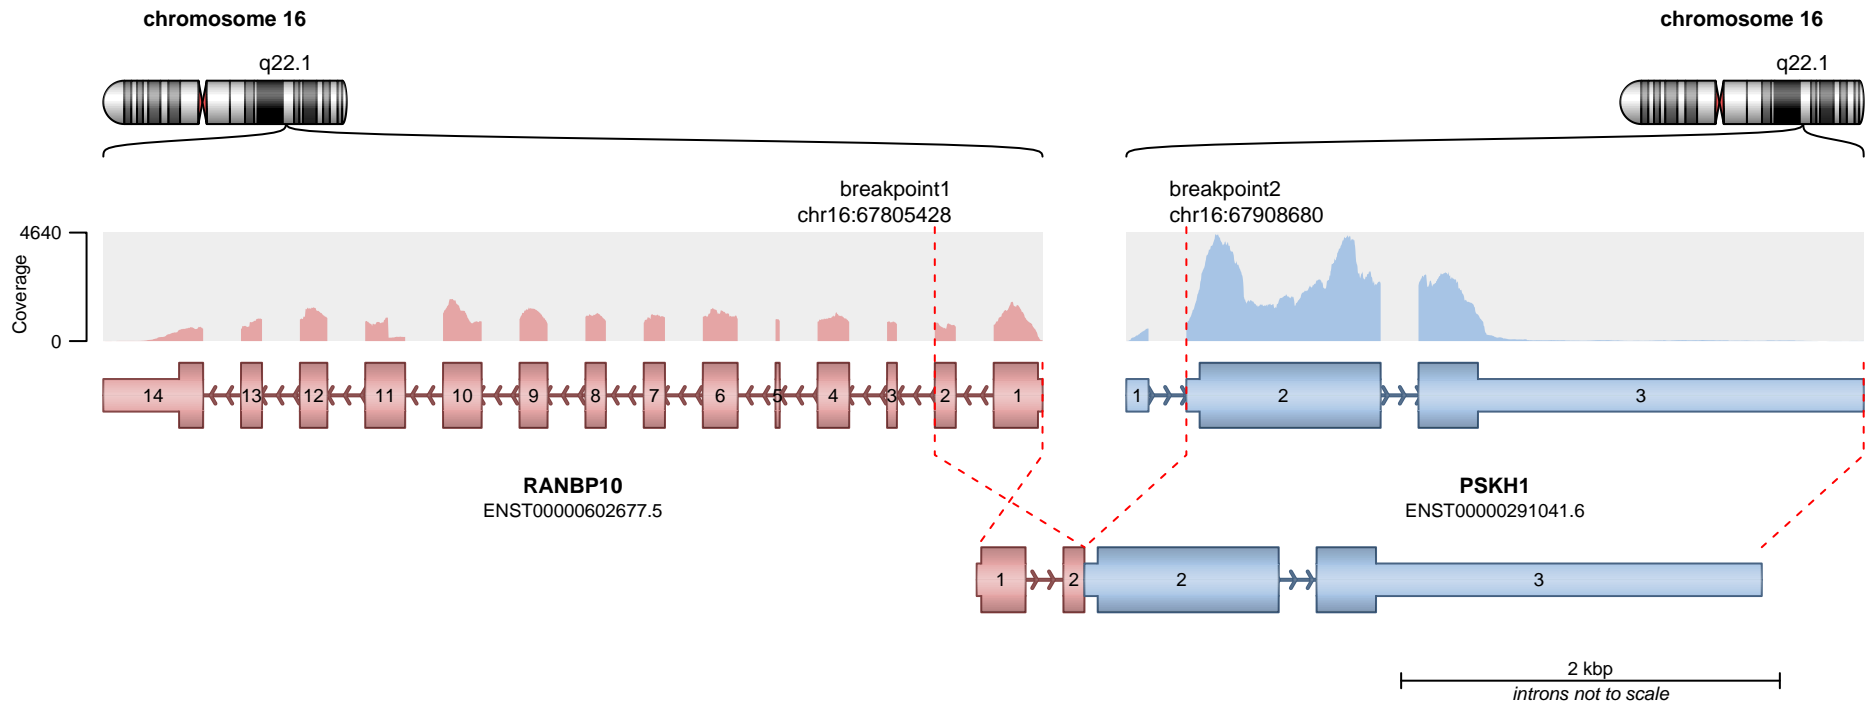 chromosome 16
chromosome 16
q22.1
q22.1
breakpoint1
chr16:67805428
breakpoint2
chr16:67908680
4640
Coverage
0
14 13 12 11 10 9 8 7 6 5 4 3 2 1
1 2 3
RANBP10
ENST00000602677.5
PSKH1
ENST00000291041.6
1 2 2 3
2 kbp
introns not to scale